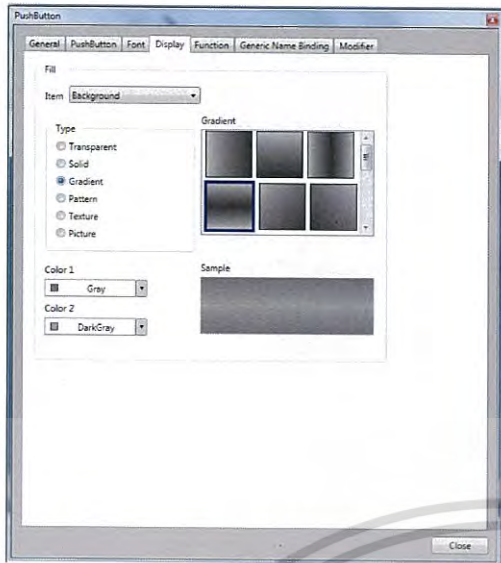 PushButton
General PushButton Font Display Function Generic Name Binding Modifier
Fill
Item Background
Type
Transparent
Solid
Gradient
Pattern
Texture
Picture
Gradient
Color 1
Gray
Color 2
DarkGray
Sample
Close